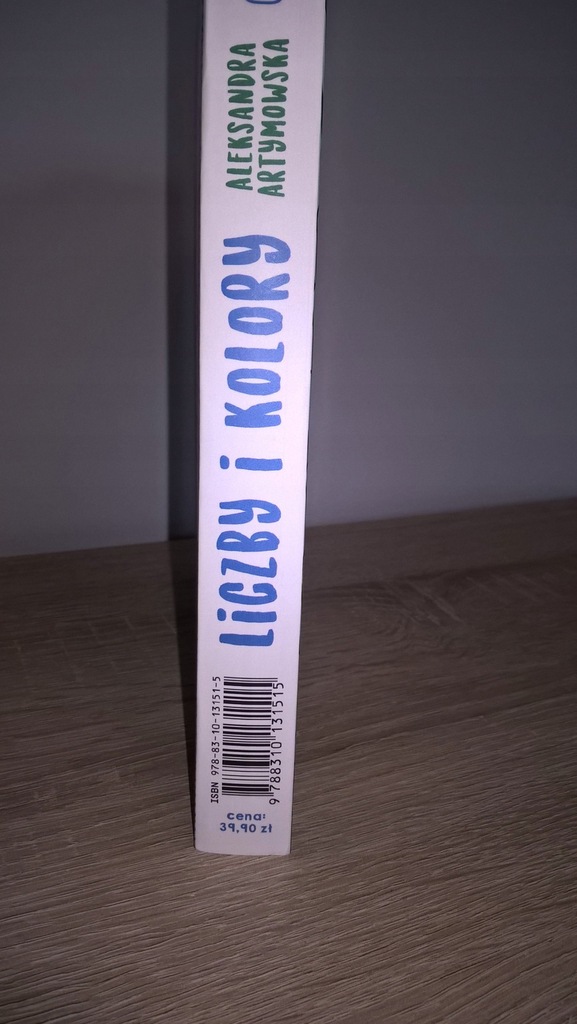 ALEKSANDRA
ARTYMOWSKA
LiCZBY i KOLORY
ISBN 978-83-10-13151-5
9 788310 131515
cena:
39,90 zł